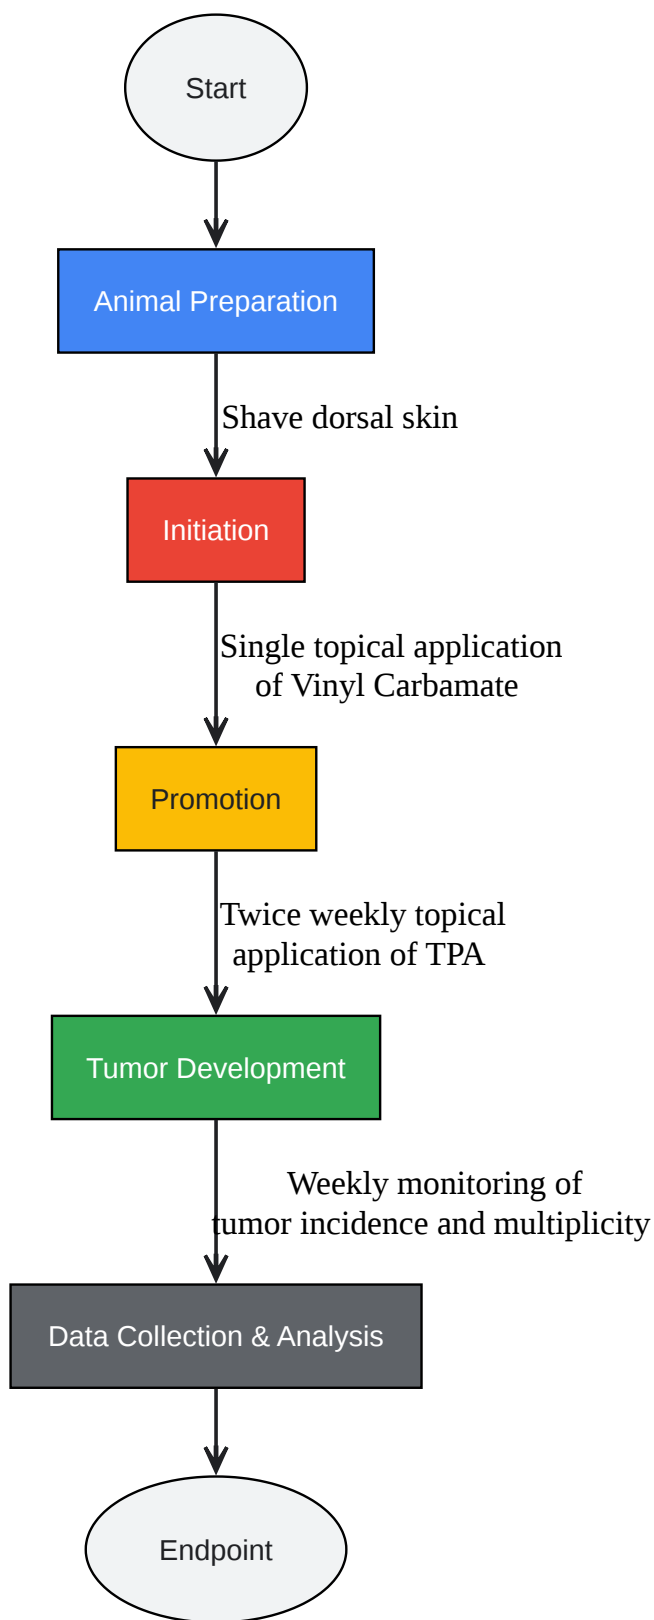 Start
Animal Preparation
Shave dorsal skin
Initiation
Single topical application
of Vinyl Carbamate
Promotion
Twice weekly topical
application of TPA
Tumor Development
Weekly monitoring of
tumor incidence and multiplicity
Data Collection & Analysis
Endpoint